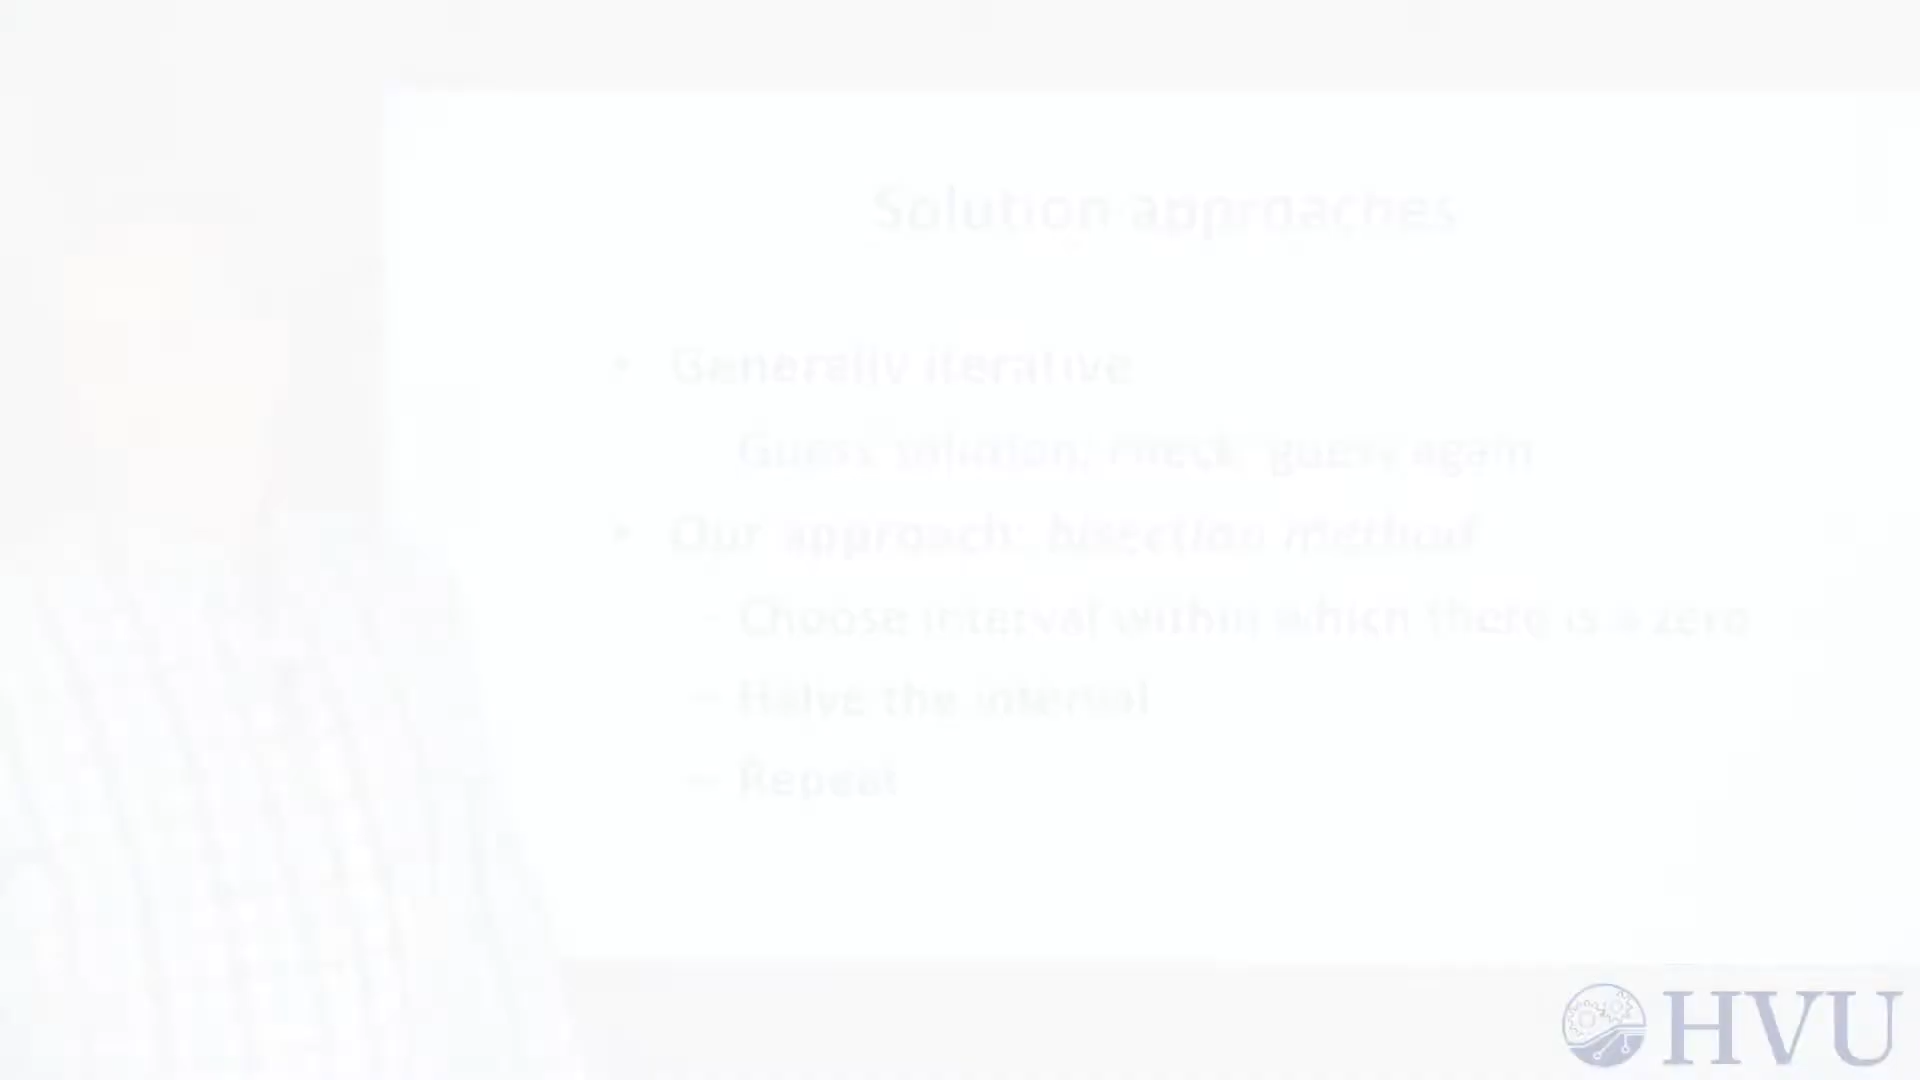 Solution approaches
• Generally iterative
Guess solution, check, guess again
• Our approach: bisection method
– Choose interval within which there is a zero
– Halve the interval
– Repeat
HVU